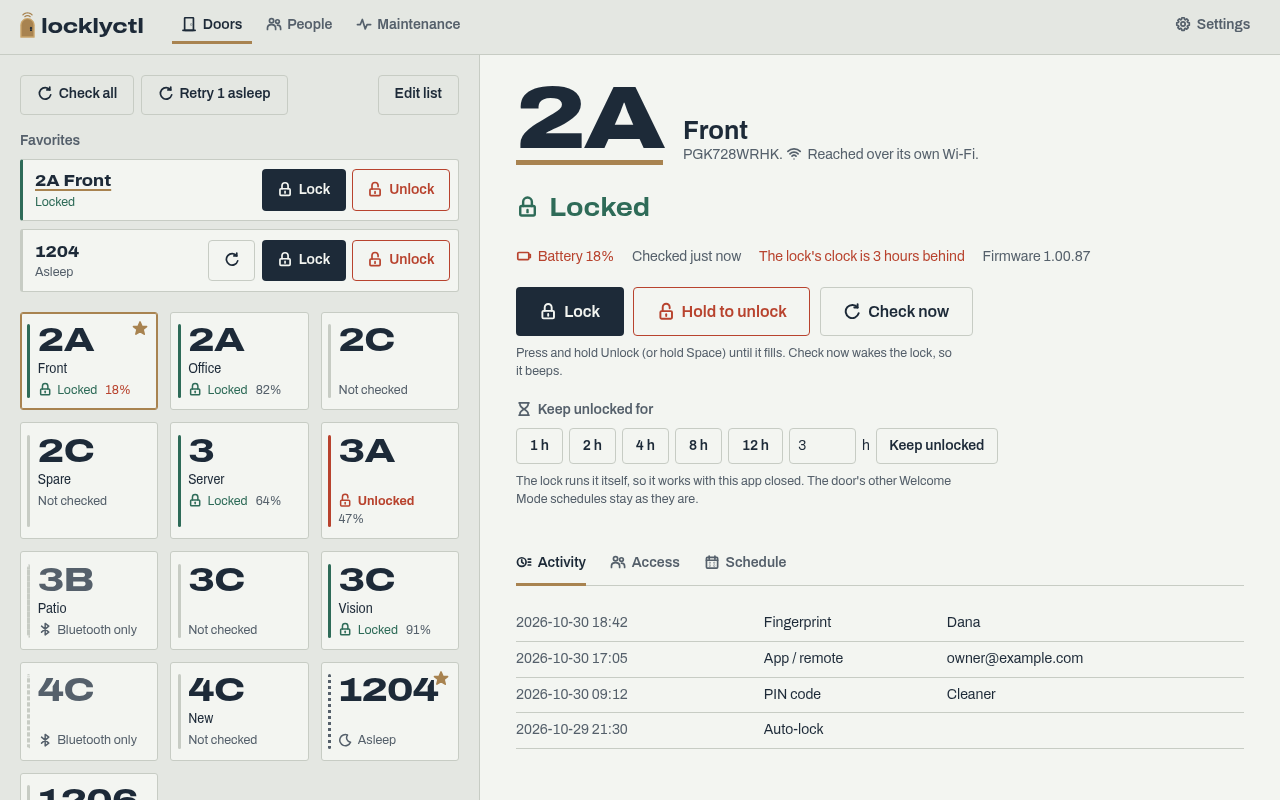 locklyctl
Doors
People
Maintenance
Settings
Check all
Retry 1 asleep
Edit list
Favorites
2A Front
Locked
Lock
Unlock
1204
Asleep
Lock
Unlock
2A
Front
Locked 18%
2A
Office
Locked 82%
2C
Not checked
2C
Spare
Not checked
3
Server
Locked 64%
3A
Unlocked
47%
3B
Patio
Bluetooth only
3C
Not checked
3C
Vision
Locked 91%
4C
Bluetooth only
4C
New
Not checked
1204
Asleep
1206
2A
Front
PGK728WRHK. Reached over its own Wi-Fi.
Locked
Battery 18% Checked just now The lock's clock is 3 hours behind Firmware 1.00.87
Lock
Hold to unlock
Check now
Press and hold Unlock (or hold Space) until it fills. Check now wakes the lock, so
it beeps.
Keep unlocked for
1 h
2 h
4 h
8 h
12 h
3 h
Keep unlocked
The lock runs it itself, so it works with this app closed. The door's other Welcome
Mode schedules stay as they are.
Activity
Access
Schedule
2026-10-30 18:42 Fingerprint Dana
2026-10-30 17:05 App / remote owner@example.com
2026-10-30 09:12 PIN code Cleaner
2026-10-29 21:30 Auto-lock